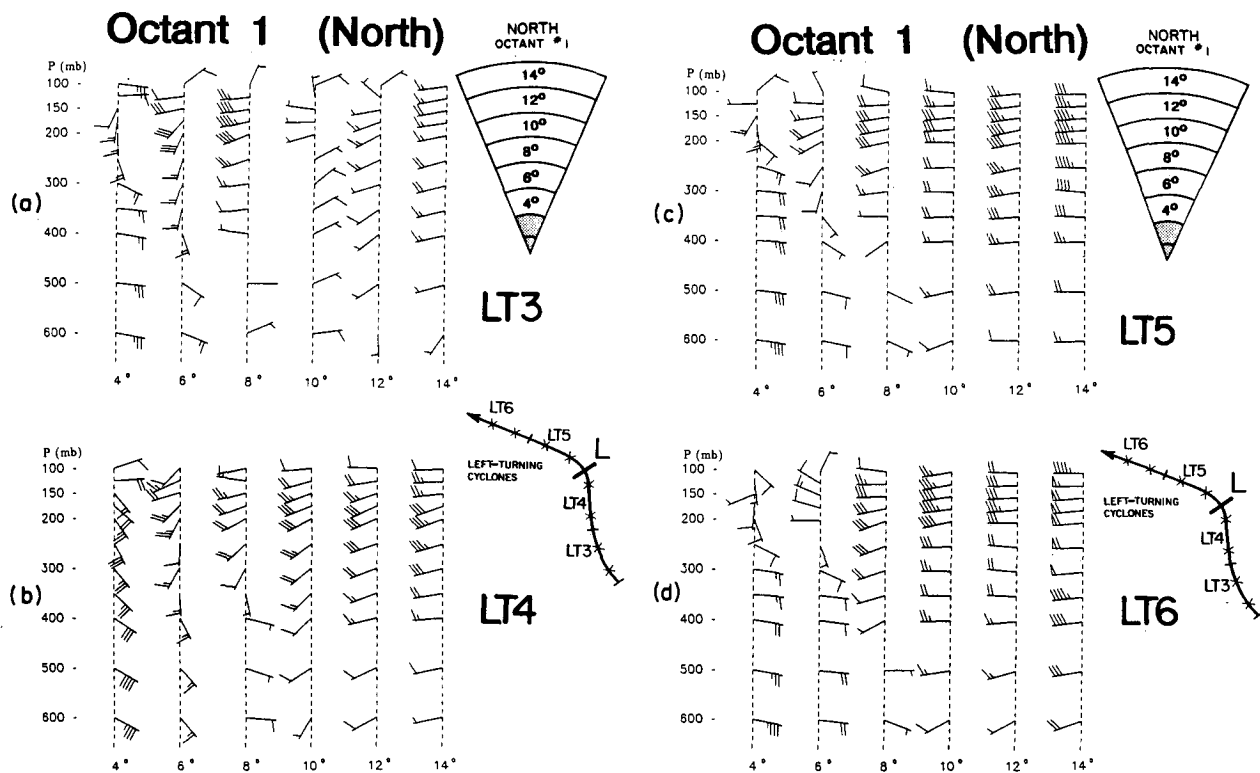 Octant 1 (North)
P (mb)
100
150
200
300
400
500
600
4° 6° 8° 10° 12° 14°
(a)
NORTH
OCTANT #1
14°
12°
10°
8°
6°
4°
LT3
P (mb)
100
150
200
300
400
500
600
4° 6° 8° 10° 12° 14°
(b)
LT6
LT5
L
LEFT-TURNING
CYCLONES
LT4
LT3
LT4
Octant 1 (North)
P (mb)
100
150
200
300
400
500
600
4° 6° 8° 10° 12° 14°
(c)
NORTH
OCTANT #1
14°
12°
10°
8°
6°
4°
LT5
P (mb)
100
150
200
300
400
500
600
4° 6° 8° 10° 12° 14°
(d)
LT6
LT5
L
LEFT-TURNING
CYCLONES
LT4
LT3
LT6